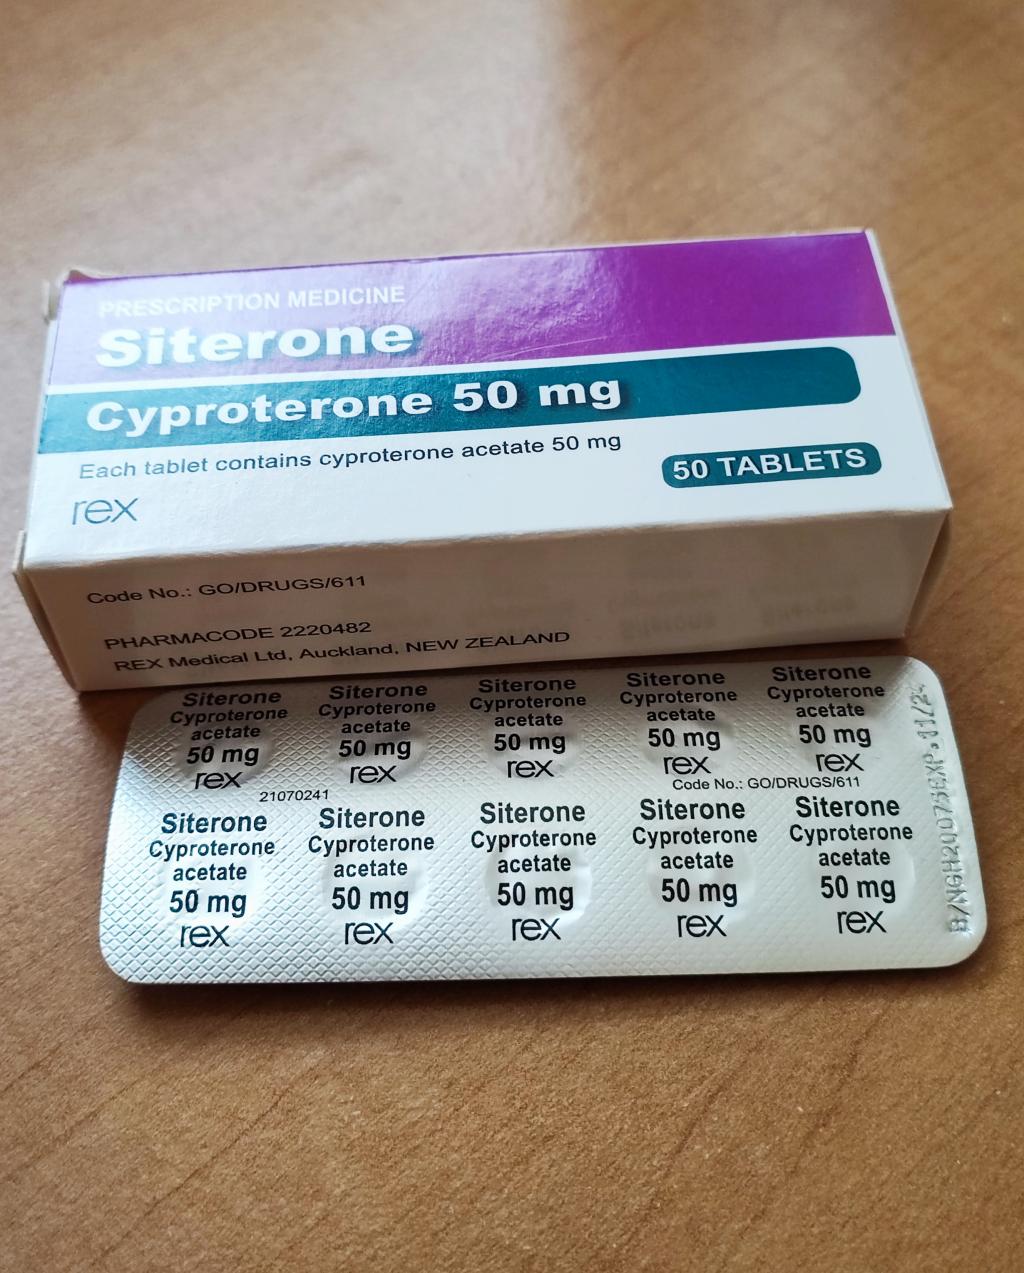 PRESCRIPTION MEDICINE
Siterone
Cyproterone 50 mg
Each tablet contains cyproterone acetate 50 mg
50 TABLETS
rex
Code No.: GO/DRUGS/611
PHARMACODE 2220482
REX Medical Ltd, Auckland, NEW ZEALAND
Siterone Siterone Siterone Siterone Siterone
Cyproterone Cyproterone Cyproterone Cyproterone Cyproterone
acetate acetate acetate acetate acetate
50 mg 50 mg 50 mg 50 mg 50 mg
rex rex rex rex rex
21070241 Code No.: GO/DRUGS/611
Siterone Siterone Siterone Siterone Siterone
Cyproterone Cyproterone Cyproterone Cyproterone Cyproterone
acetate acetate acetate acetate acetate
50 mg 50 mg 50 mg 50 mg 50 mg
rex rex rex rex rex